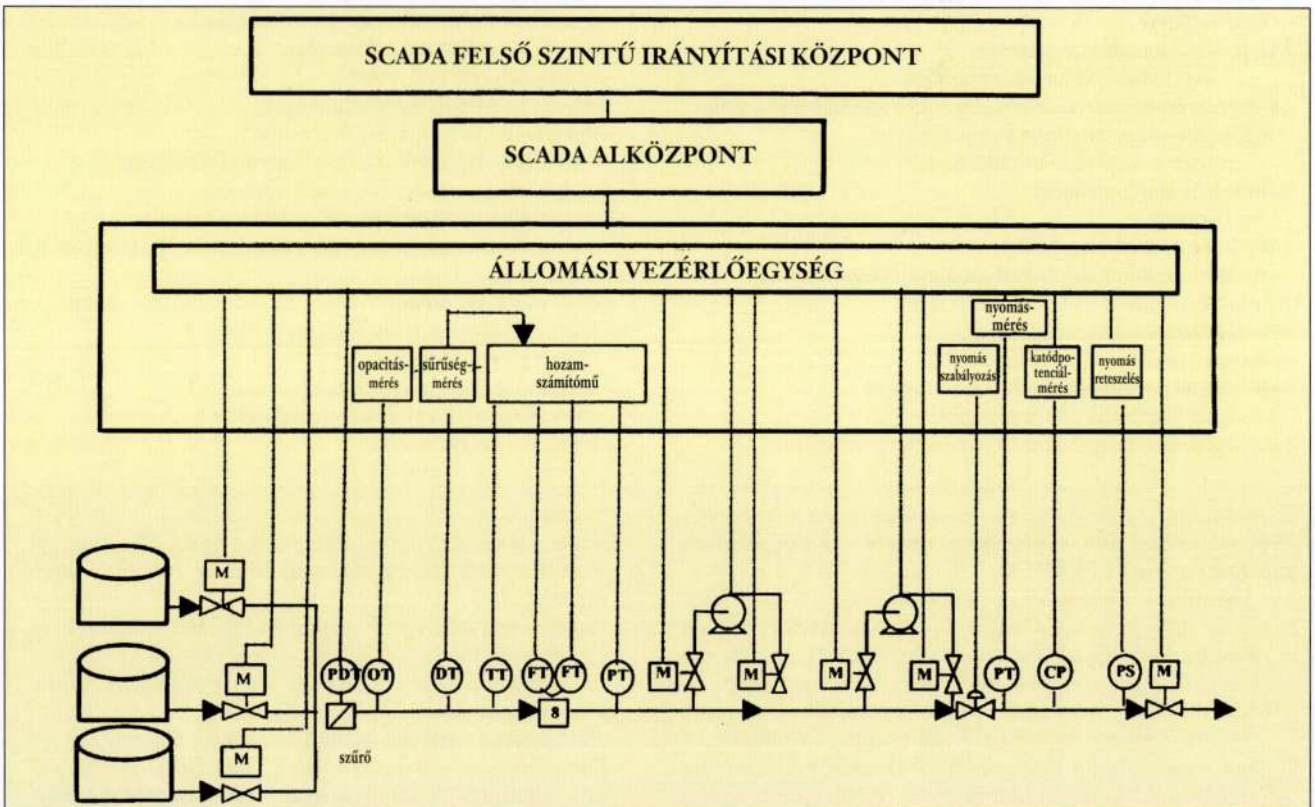 SCADA FELSŐ SZINTŰ IRÁNYÍTÁSI KÖZPONT
SCADA ALKÖZPONT
ÁLLOMÁSI VEZÉRLŐEGYSÉG
nyomás-
mérés
opacitás-
mérés
sűrűség-
mérés
hozam-
számítómű
nyomás
szabályozás
katódpo-
tenciúl-
mérés
nyomás
reteszelés
M
M
M
PDT
OT
DT
TT
FT
FT
PT
M
M
M
M
PT
CP
PS
M
8
szűrő